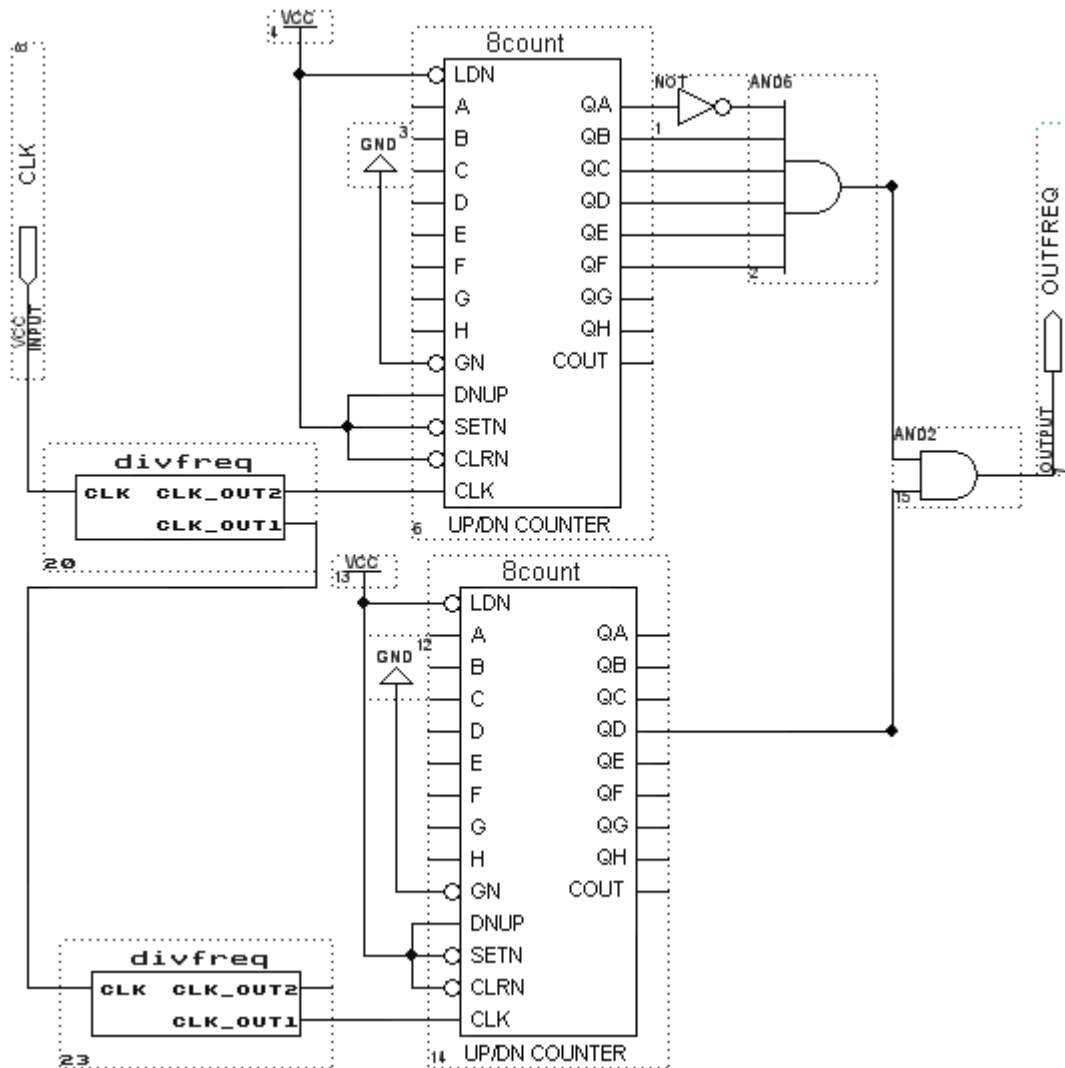 8
CLK
VCC
INPUT
4
VCC
8count
LDN
A
B
C
D
E
F
G
H
GN
DNUP
SETN
CLRN
CLK
QA
QB
QC
QD
QE
QF
QG
QH
COUT
6
UP/DN COUNTER
GND
3
NOT
1
AND6
2
AND2
15
OUTFREQ
OUTPUT
7
divfreq
CLK CLK_OUT2
CLK_OUT1
20
VCC
13
8count
LDN
A
B
C
D
E
F
G
H
GN
DNUP
SETN
CLRN
CLK
QA
QB
QC
QD
QE
QF
QG
QH
COUT
14
UP/DN COUNTER
GND
12
divfreq
CLK CLK_OUT2
CLK_OUT1
23